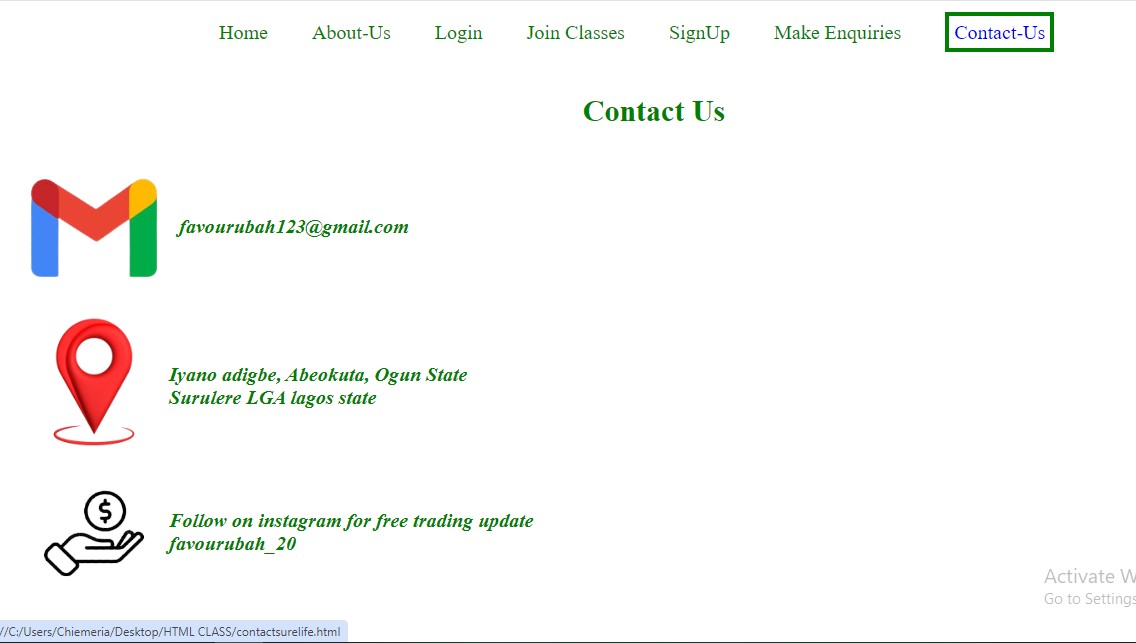 Home About-Us Login Join Classes SignUp Make Enquiries Contact-Us
Contact Us
favourubah123@gmail.com
Iyano adigbe, Abeokuta, Ogun State
Surulere LGA lagos state
$
Follow on instagram for free trading update
favourubah_20
Activate W
Go to Settings
//C:/Users/Chiemeria/Desktop/HTML CLASS/contactsurelife.html